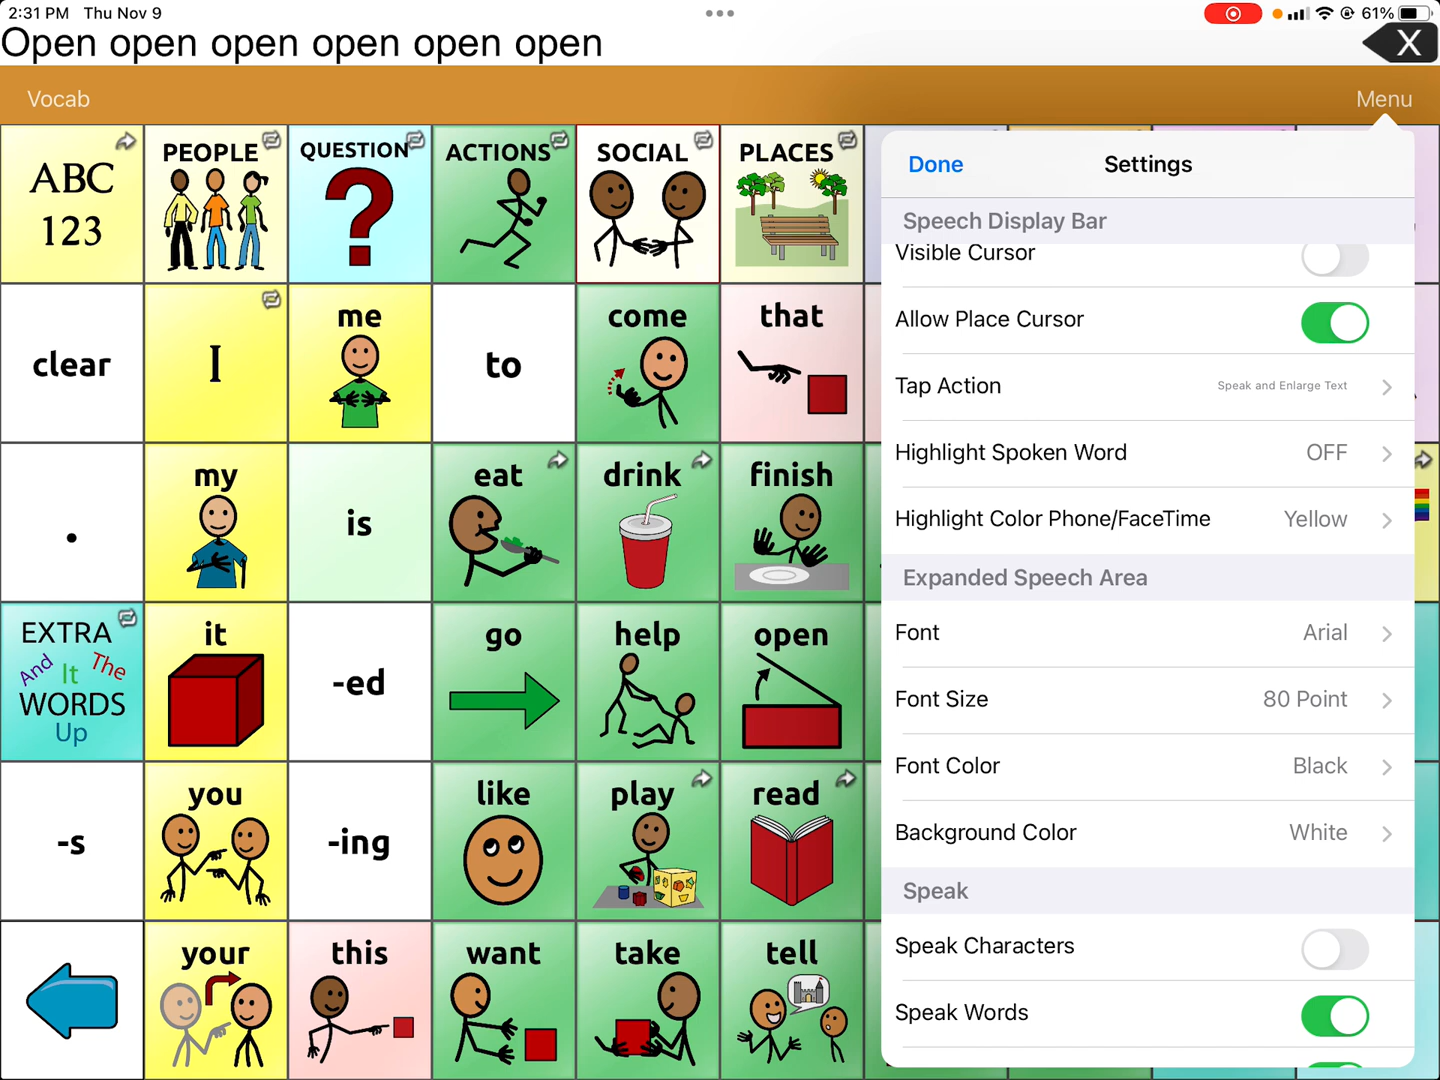 2:31 PM Thu Nov 9
61%
Open open open open open open
X
Vocab
Menu
ABC
123
PEOPLE
QUESTION
?
ACTIONS
SOCIAL
PLACES
clear
I
me
to
come
that
.
my
is
eat
drink
finish
EXTRA
And It The
WORDS
Up
it
-ed
go
help
open
-s
you
-ing
like
play
read
your
this
want
take
tell
Done
Settings
Speech Display Bar
Visible Cursor
Allow Place Cursor
Tap Action
Speak and Enlarge Text
Highlight Spoken Word
OFF
Highlight Color Phone/FaceTime
Yellow
Expanded Speech Area
Font
Arial
Font Size
80 Point
Font Color
Black
Background Color
White
Speak
Speak Characters
Speak Words